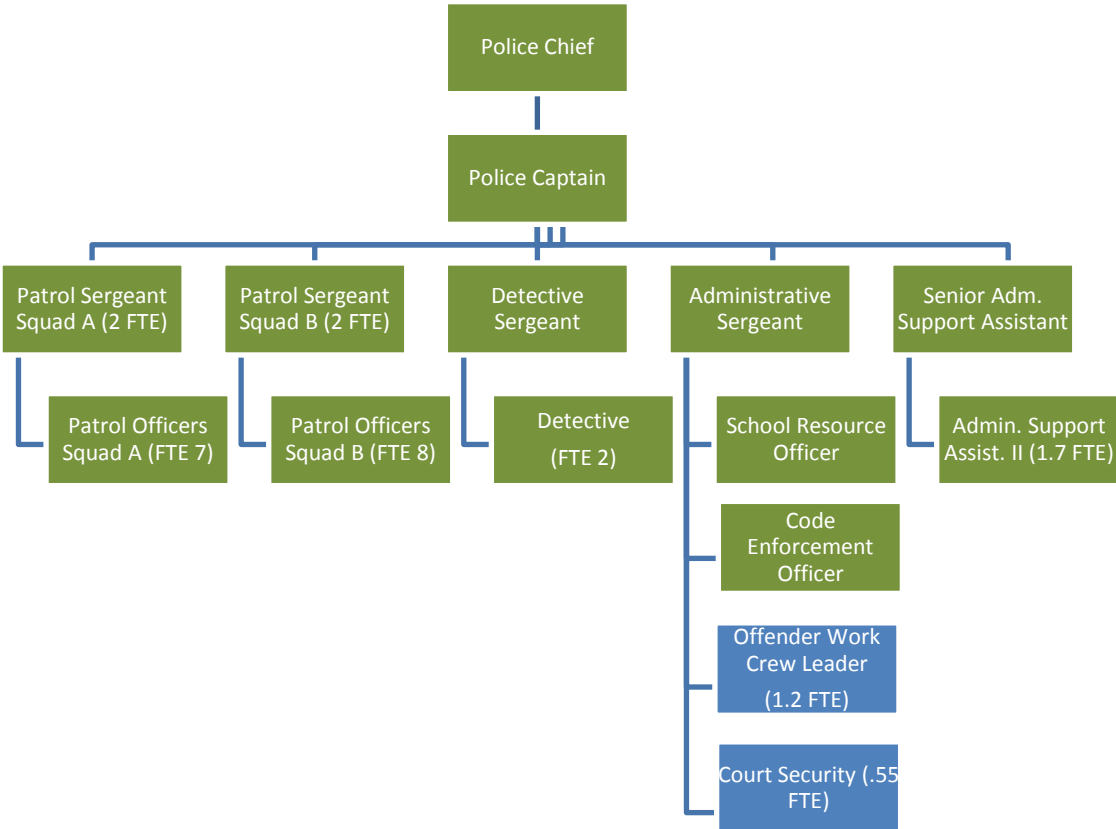 Police Chief
Police Captain
Patrol Sergeant
Squad A (2 FTE)
Patrol Sergeant
Squad B (2 FTE)
Detective
Sergeant
Administrative
Sergeant
Senior Adm.
Support Assistant
Patrol Officers
Squad A (FTE 7)
Patrol Officers
Squad B (FTE 8)
Detective
(FTE 2)
School Resource
Officer
Admin. Support
Assist. II (1.7 FTE)
Code
Enforcement
Officer
Offender Work
Crew Leader
(1.2 FTE)
Court Security (.55
FTE)